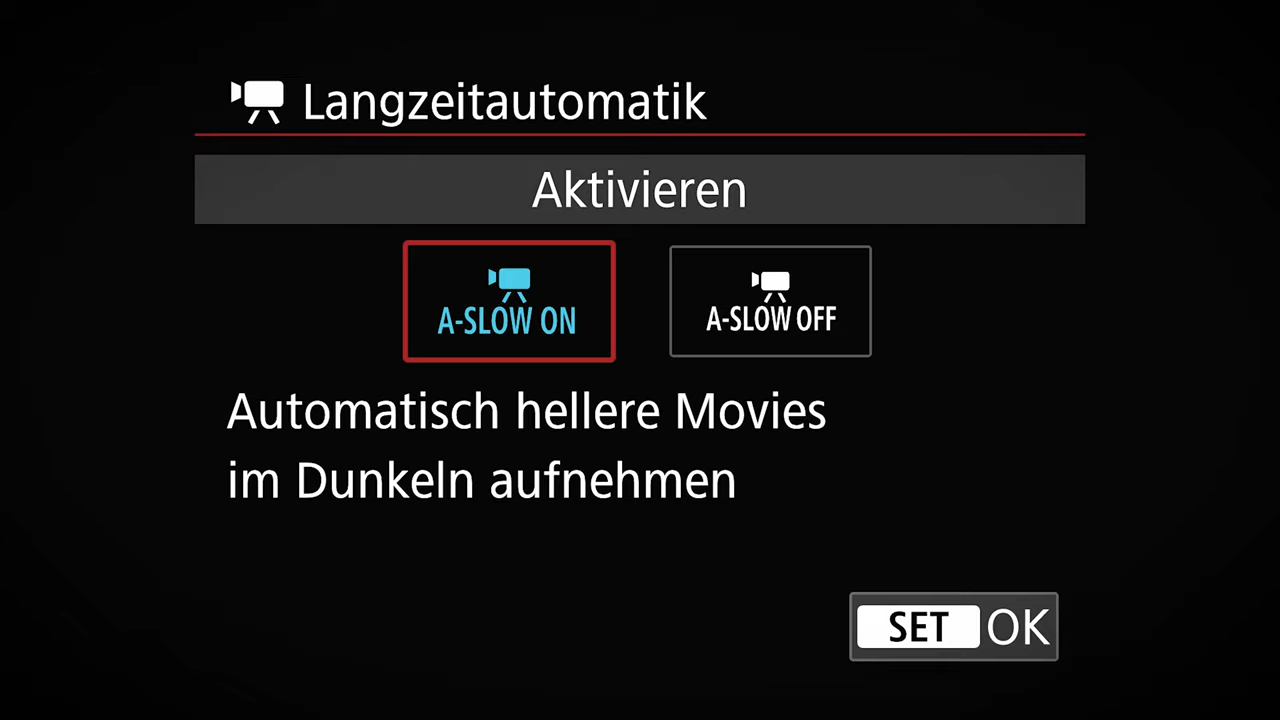 Langzeitautomatik
Aktivieren
A-SLOW ON
A-SLOW OFF
Automatisch hellere Movies
im Dunkeln aufnehmen
SET OK